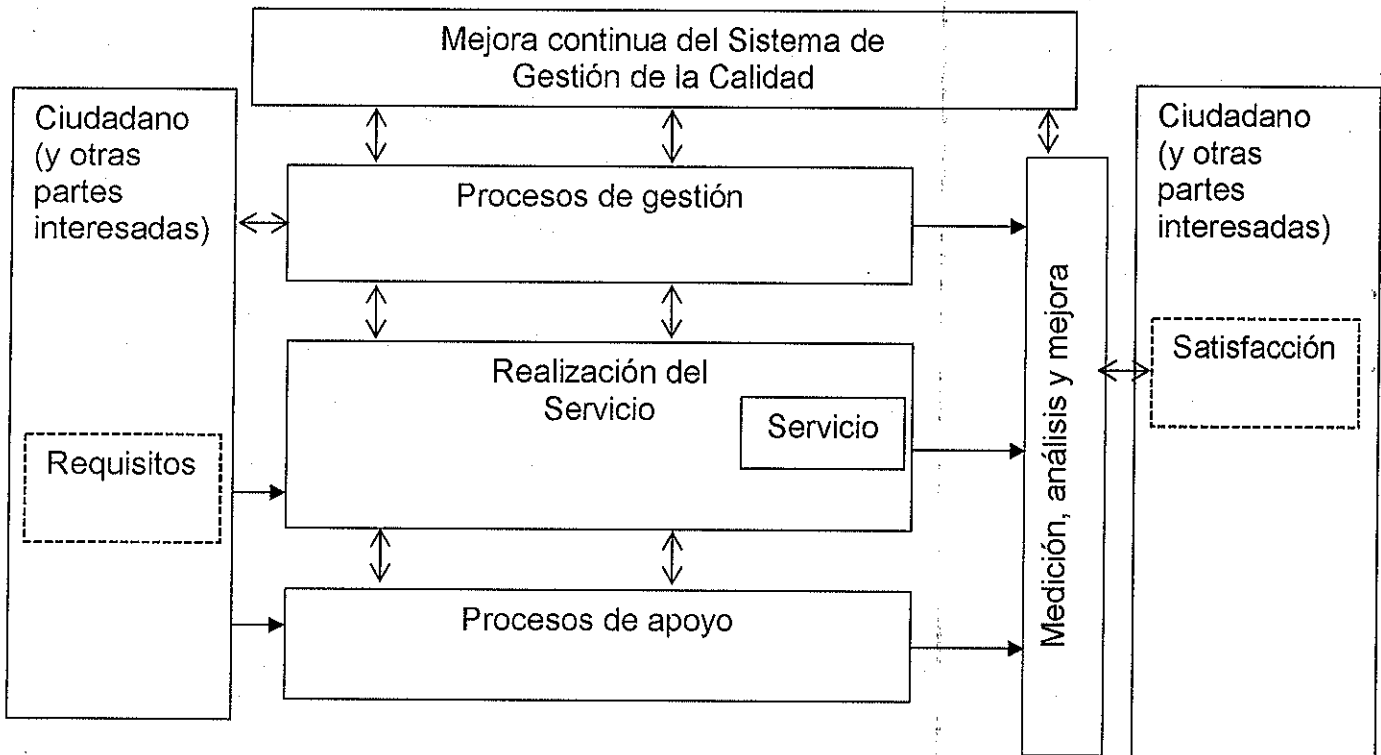 Mejora continua del Sistema de
Gestión de la Calidad
Ciudadano
(y otras
partes
interesadas)
Requisitos
Procesos de gestión
Realización del
Servicio
Servicio
Procesos de apoyo
Medición, análisis y mejora
Ciudadano
(y otras
partes
interesadas)
Satisfacción